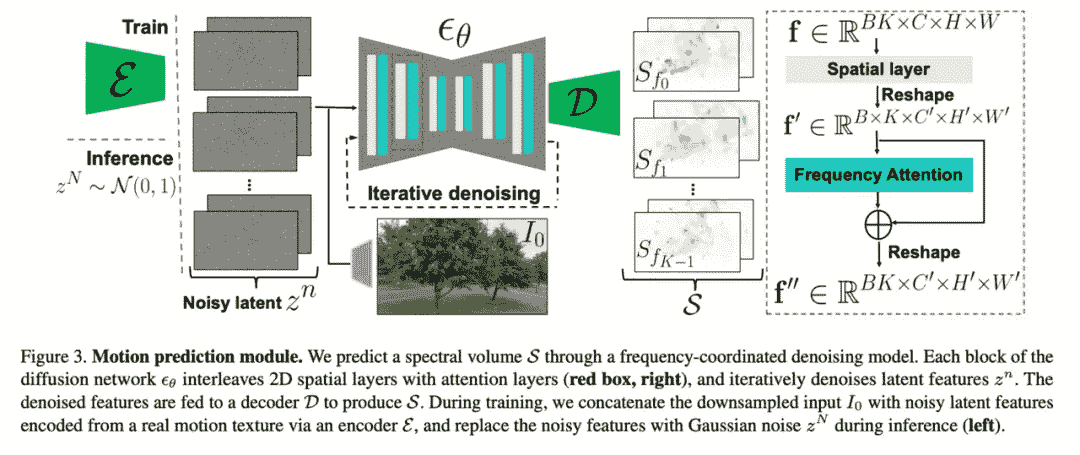 Train
ℰ
Inference
z^N ∼ 𝒩(0, 1)
Noisy latent z^n
ϵ_θ
Iterative denoising
I_0
𝒟
S_{f_0}
S_{f_1}
S_{f_{K−1}}
𝒮
f ∈ ℝ^{BK×C×H×W}
Spatial layer
Reshape
f′ ∈ ℝ^{B×K×C′×H′×W′}
Frequency Attention
Reshape
f″ ∈ ℝ^{BK×C′×H′×W′}
Figure 3. Motion prediction module. We predict a spectral volume 𝒮 through a frequency-coordinated denoising model. Each block of the
diffusion network ϵ_θ interleaves 2D spatial layers with attention layers (red box, right), and iteratively denoises latent features z^n. The
denoised features are fed to a decoder 𝒟 to produce 𝒮. During training, we concatenate the downsampled input I_0 with noisy latent features
encoded from a real motion texture via an encoder ℰ, and replace the noisy features with Gaussian noise z^N during inference (left).